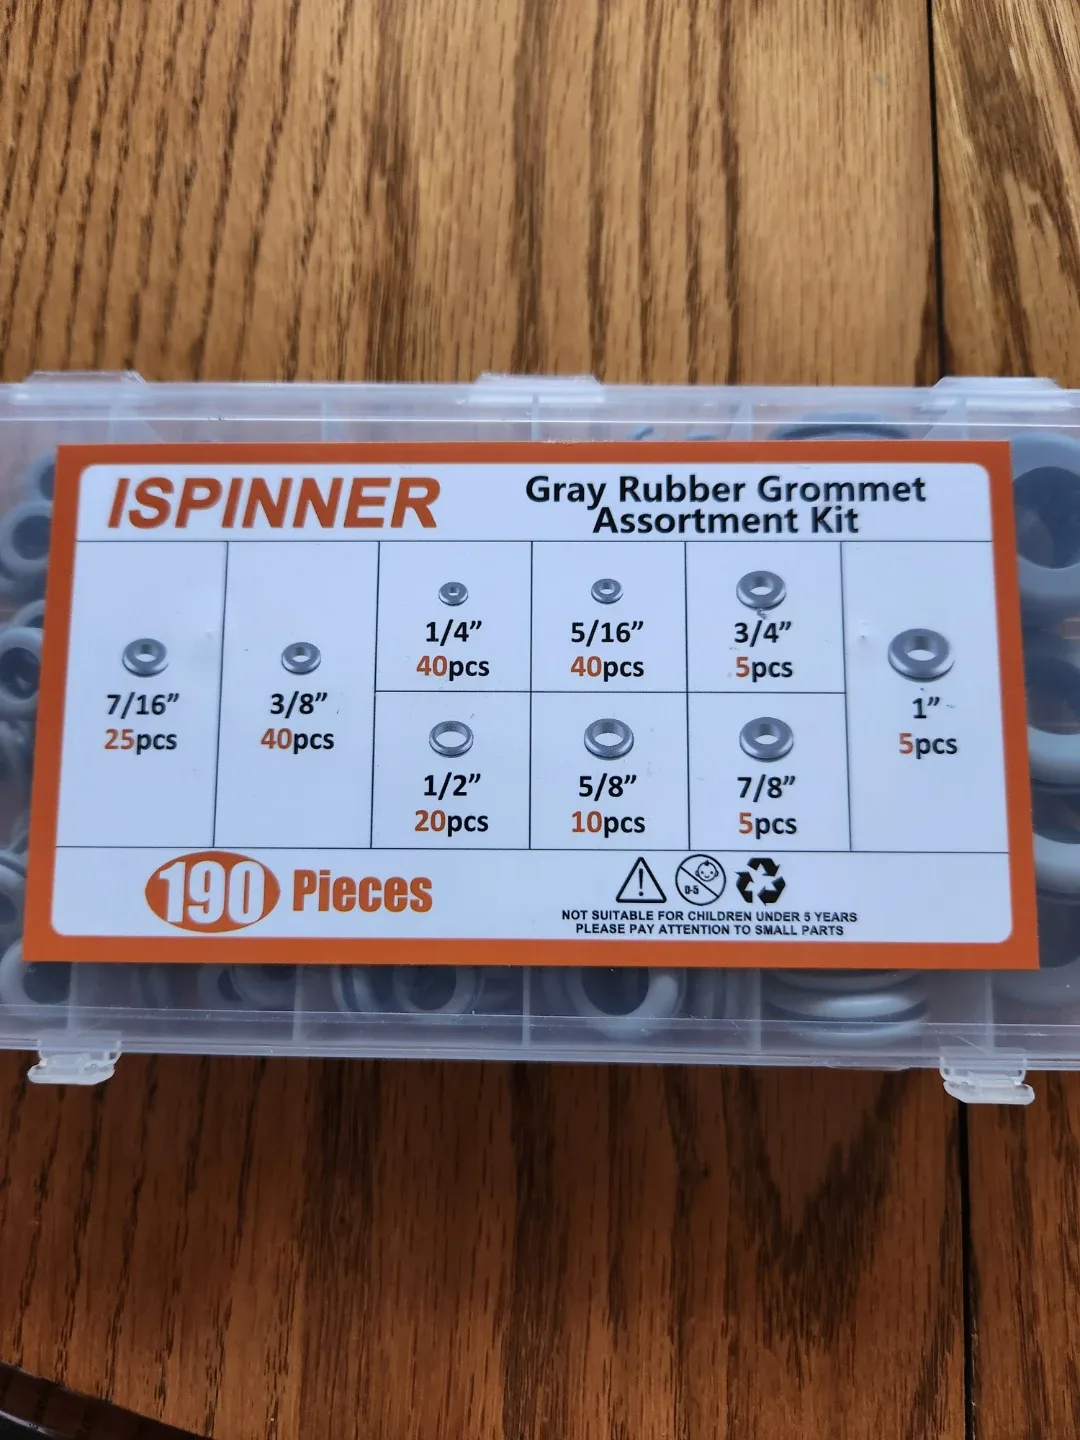 ISPINNER
Gray Rubber Grommet
Assortment Kit
7/16”
25pcs
3/8”
40pcs
1/4”
40pcs
5/16”
40pcs
3/4”
5pcs
1/2”
20pcs
5/8”
10pcs
7/8”
5pcs
1”
5pcs
190 Pieces
0-5
NOT SUITABLE FOR CHILDREN UNDER 5 YEARS
PLEASE PAY ATTENTION TO SMALL PARTS